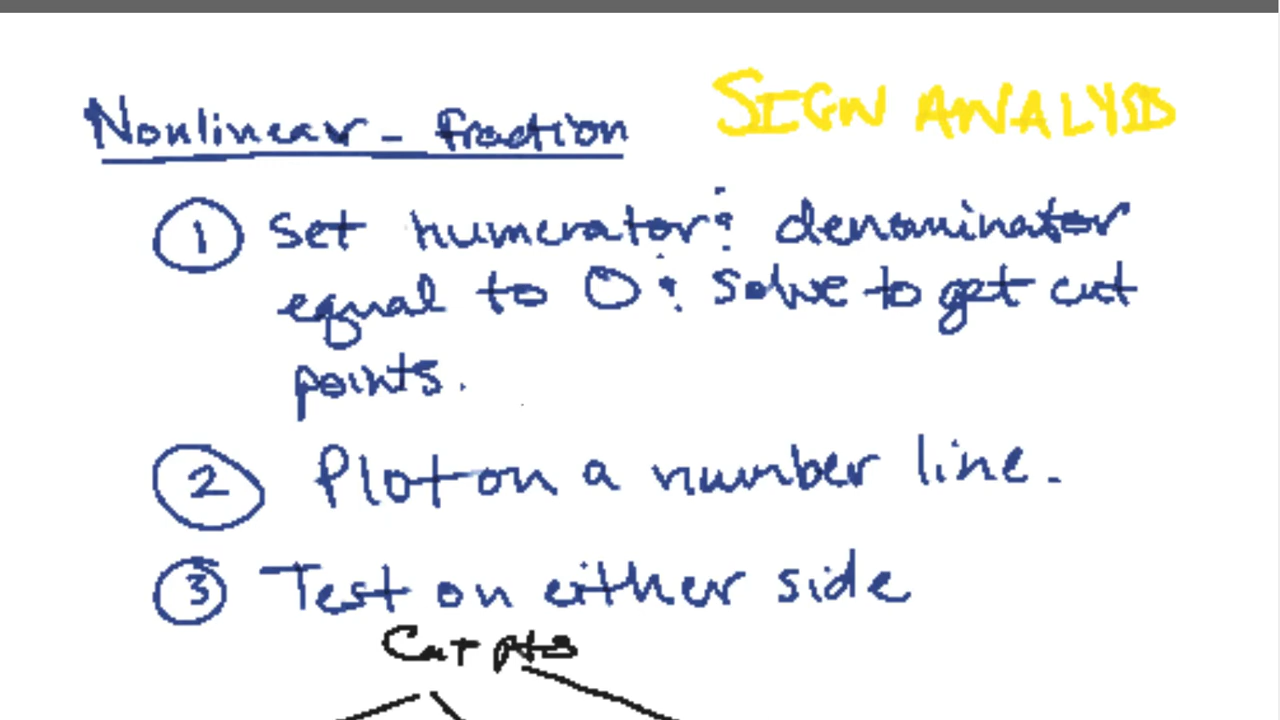 Nonlinear - fraction SIGN ANALYSIS
① Set numerator ÷ denominator
equal to 0 ÷ solve to get cut
points.
② Plot on a number line.
③ Test on either side
Cut pts